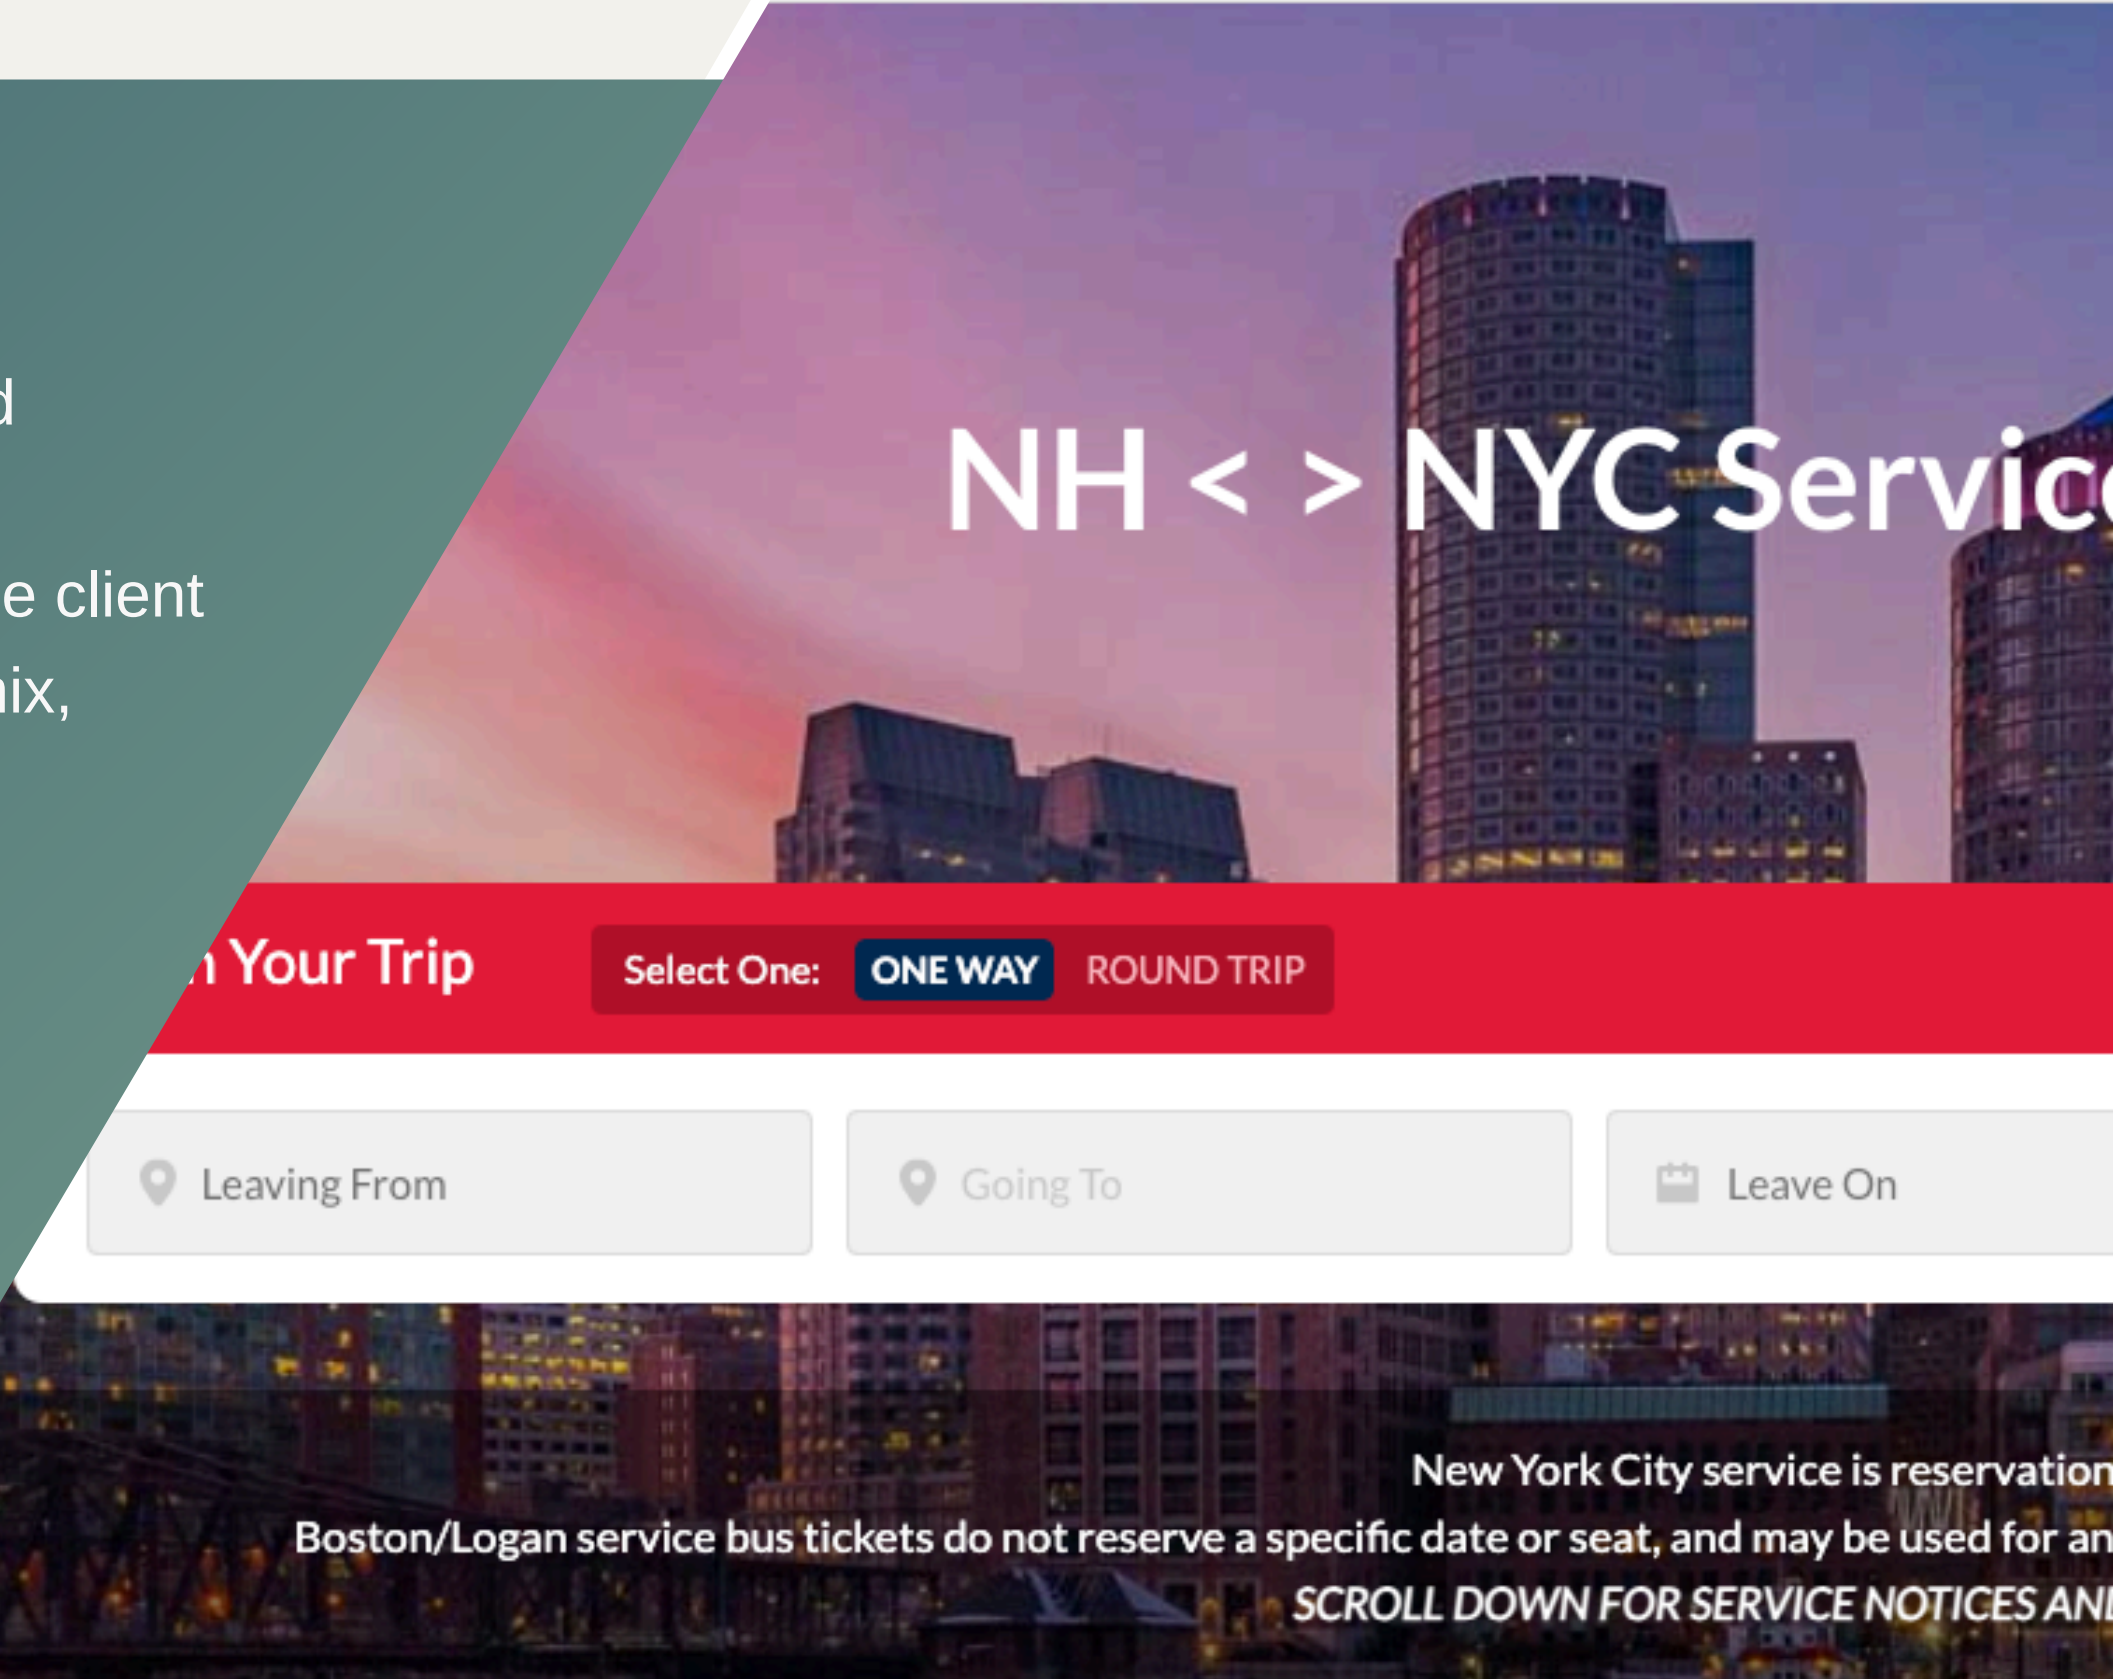 d
e client
ix,
NH < > NYC Servic
Your Trip
Select One: ONE WAY ROUND TRIP
Leaving From
Going To
Leave On
New York City service is reservation
Boston/Logan service bus tickets do not reserve a specific date or seat, and may be used for an
SCROLL DOWN FOR SERVICE NOTICES AND